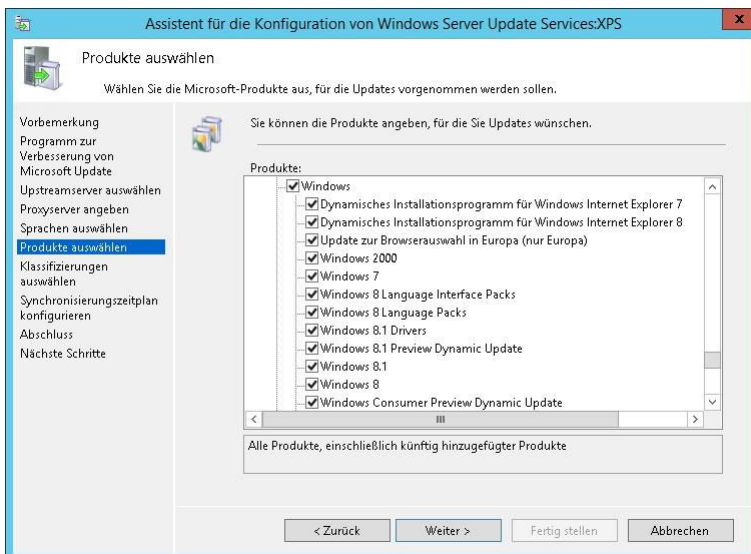 Assistent für die Konfiguration von Windows Server Update Services:XPS
x
Produkte auswählen
Wählen Sie die Microsoft-Produkte aus, für die Updates vorgenommen werden sollen.
Vorbemerkung
Programm zur
Verbesserung von
Microsoft Update
Upstreamserver auswählen
Proxyserver angeben
Sprachen auswählen
Produkte auswählen
Klassifizierungen
auswählen
Synchronisierungszeitplan
konfigurieren
Abschluss
Nächste Schritte
Sie können die Produkte angeben, für die Sie Updates wünschen.
Produkte:
Windows
Dynamisches Installationsprogramm für Windows Internet Explorer 7
Dynamisches Installationsprogramm für Windows Internet Explorer 8
Update zur Browserauswahl in Europa (nur Europa)
Windows 2000
Windows 7
Windows 8 Language Interface Packs
Windows 8 Language Packs
Windows 8.1 Drivers
Windows 8.1 Preview Dynamic Update
Windows 8.1
Windows 8
Windows Consumer Preview Dynamic Update
Alle Produkte, einschließlich künftig hinzugefügter Produkte
< Zurück
Weiter >
Fertig stellen
Abbrechen